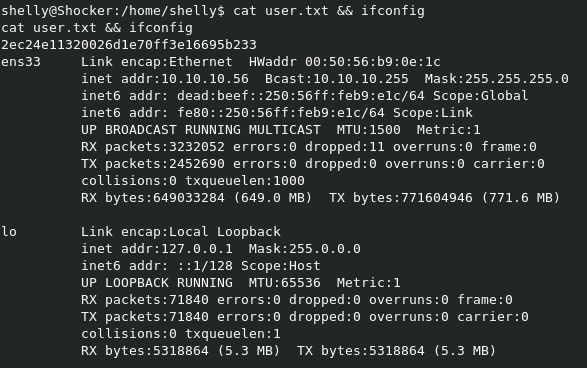 shelly@Shocker:/home/shelly$ cat user.txt && ifconfig
cat user.txt && ifconfig
2ec24e11320026d1e70ff3e16695b233
ens33     Link encap:Ethernet  HWaddr 00:50:56:b9:0e:1c
          inet addr:10.10.10.56  Bcast:10.10.10.255  Mask:255.255.255.0
          inet6 addr: dead:beef::250:56ff:feb9:e1c/64 Scope:Global
          inet6 addr: fe80::250:56ff:feb9:e1c/64 Scope:Link
          UP BROADCAST RUNNING MULTICAST  MTU:1500  Metric:1
          RX packets:3232052 errors:0 dropped:11 overruns:0 frame:0
          TX packets:2452690 errors:0 dropped:0 overruns:0 carrier:0
          collisions:0 txqueuelen:1000
          RX bytes:649033284 (649.0 MB)  TX bytes:771604946 (771.6 MB)

lo        Link encap:Local Loopback
          inet addr:127.0.0.1  Mask:255.0.0.0
          inet6 addr: ::1/128 Scope:Host
          UP LOOPBACK RUNNING  MTU:65536  Metric:1
          RX packets:71840 errors:0 dropped:0 overruns:0 frame:0
          TX packets:71840 errors:0 dropped:0 overruns:0 carrier:0
          collisions:0 txqueuelen:1
          RX bytes:5318864 (5.3 MB)  TX bytes:5318864 (5.3 MB)